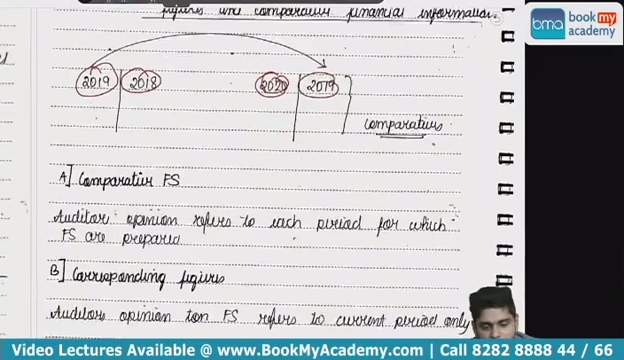 figures and comparative financial information
bma book my academy
2019 2018 2020 2019
Comparatives
A] Comparative FS
Auditor opinion refers to each period for which
FS are prepared
B] Corresponding figures
Auditors opinion on FS refers to current period only
Video Lectures Available @ www.BookMyAcademy.com | Call 8282 8888 44 / 66